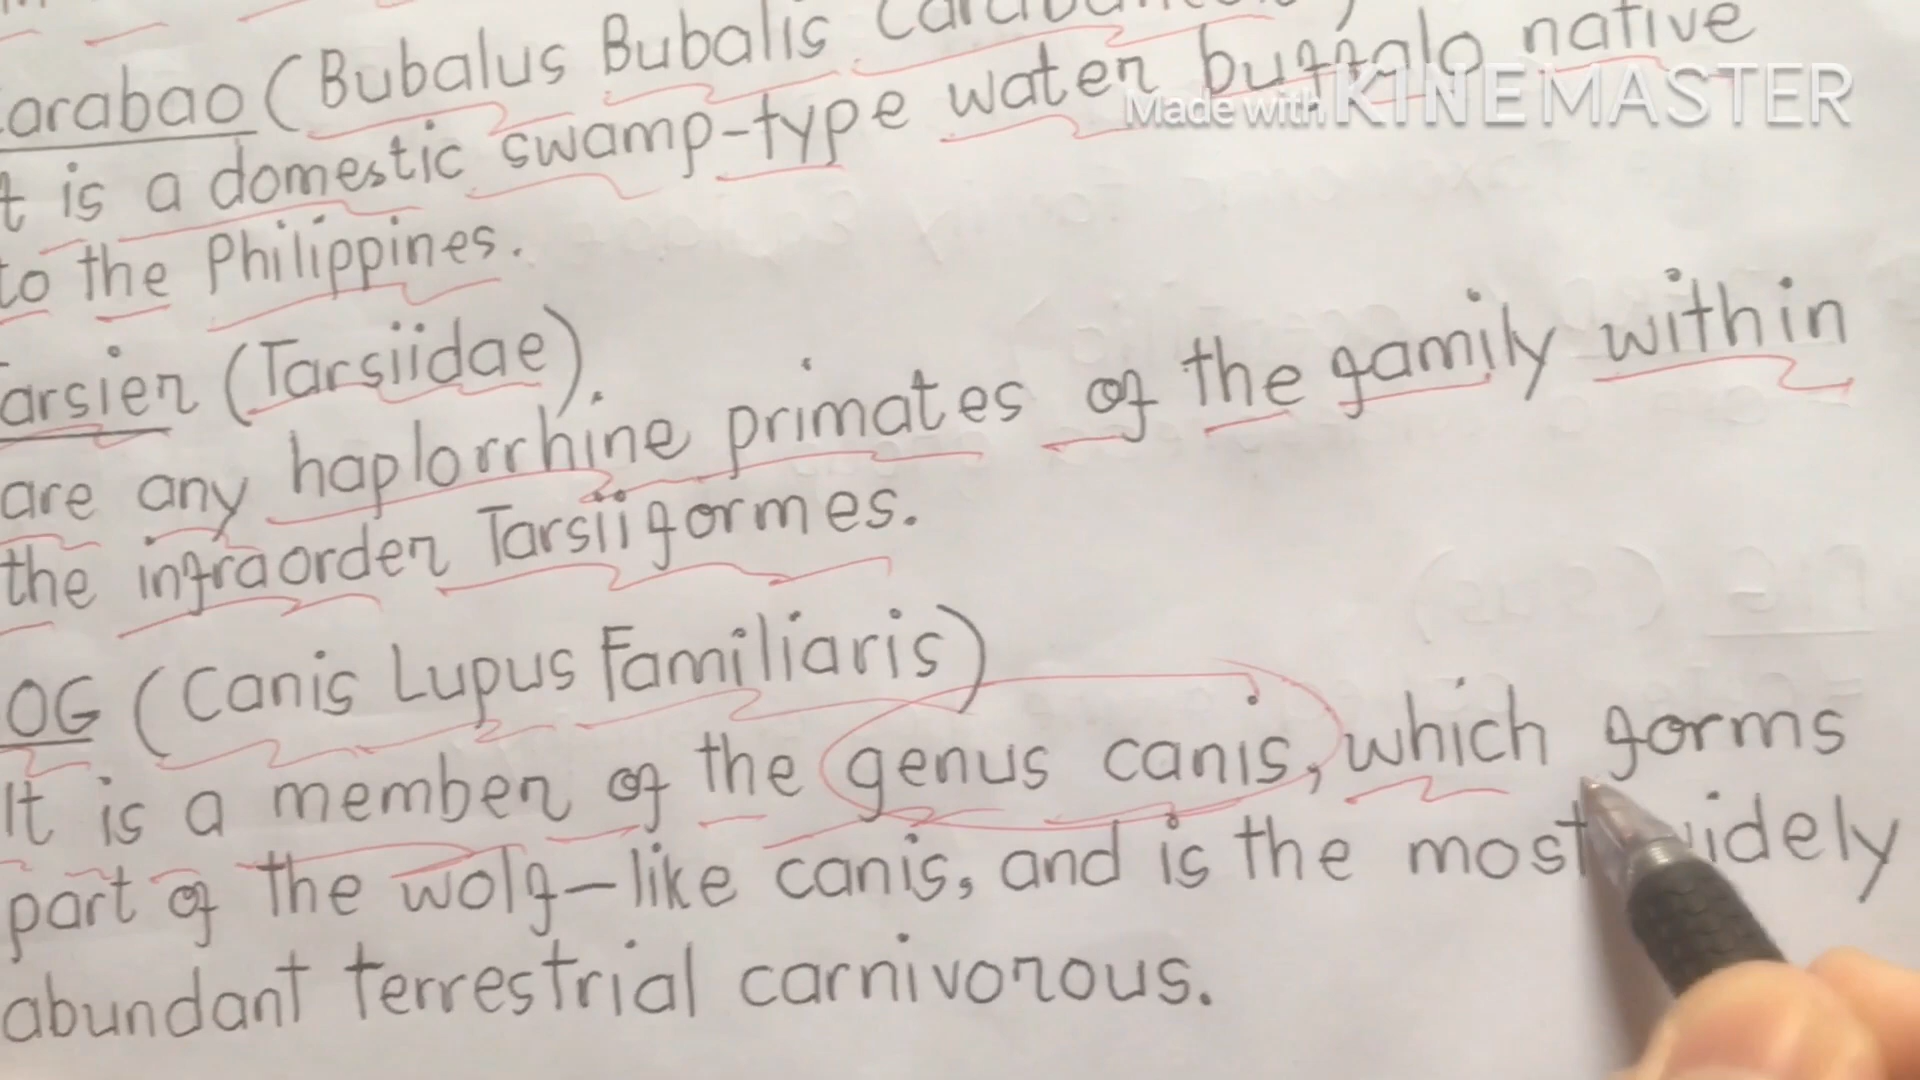 arabao (Bubalus Bubalis
It is a domestic swamp-type water buffalo native
to the Philippines.
arsier (Tarsiidae).
are any haplorrhine primates of the family within
the infraorder Tarsiiformes.
OG (Canis Lupus Familiaris)
It is a member of the genus canis, which forms
part of the wolf-like canis, and is the most widely
abundant terrestrial carnivorous.
Made with KINEMASTER